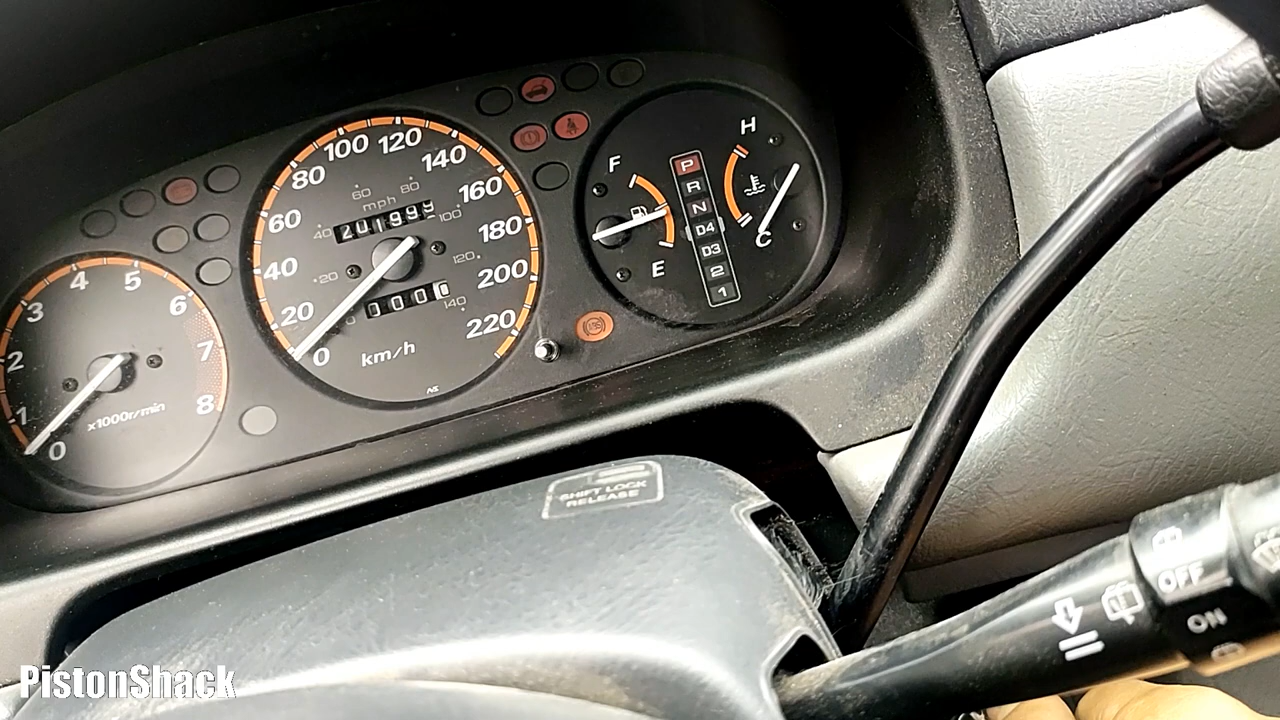 0
1
2
3
4
5
6
7
8
x1000r/min
0
20
40
60
80
100
120
140
160
180
200
220
20
40
60
80
100
120
140
mph
201999
km/h
NS
F
E
P
R
N
D4
D3
2
1
H
C
ABS
SHIFT LOCK
RELEASE
OFF
ON
PistonShack